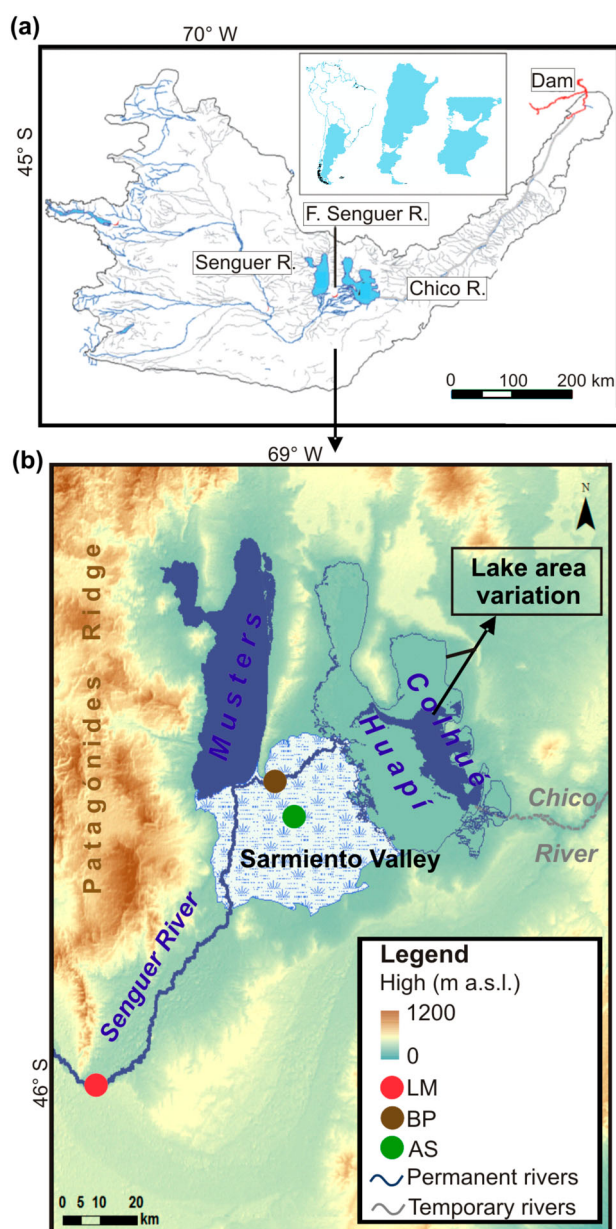 (a)
70° W
45° S
Dam
F. Senguer R.
Senguer R.
Chico R.
0 100 200 km
(b)
69° W
N
Patagonides Ridge
Lake area
variation
Musters
Colhué
Huapí
Chico
River
Sarmiento Valley
Senguer River
46° S
Legend
High (m a.s.l.)
1200
0
LM
BP
AS
Permanent rivers
Temporary rivers
0 5 10 20
km